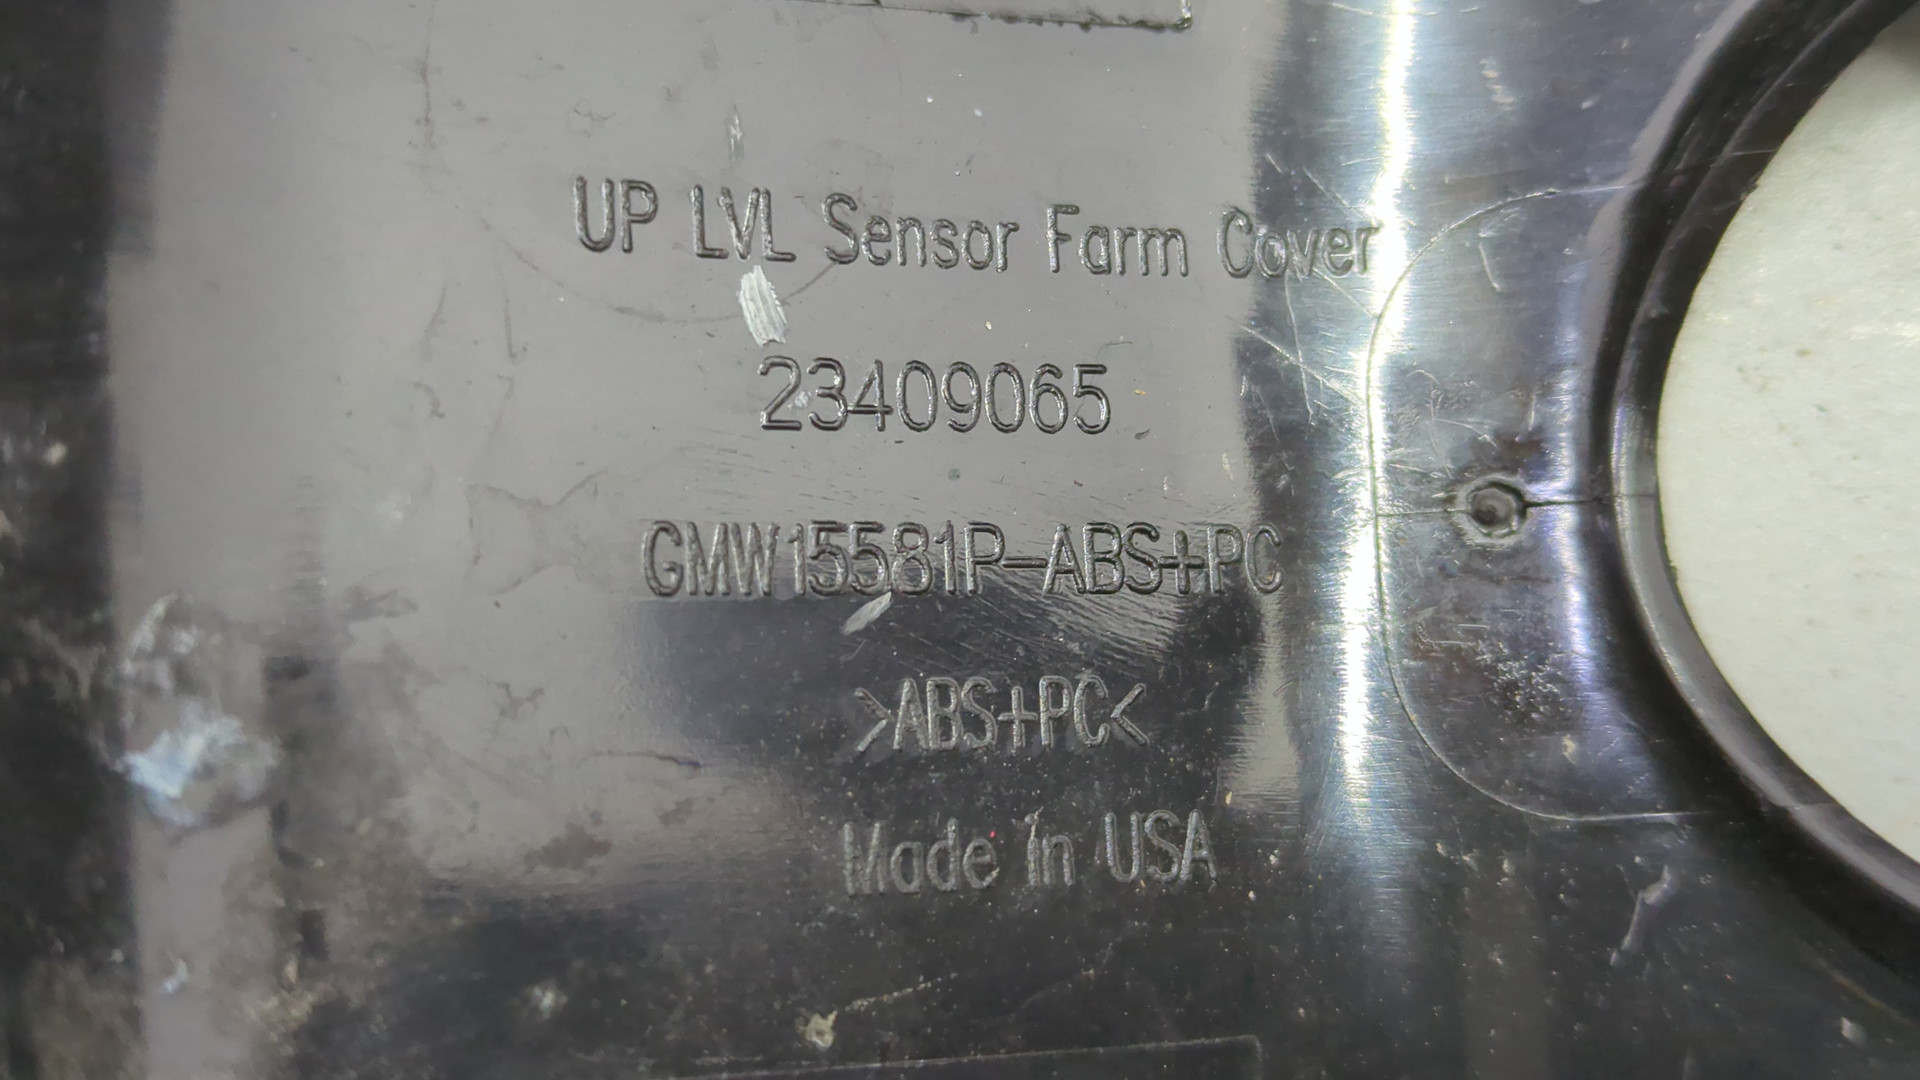 UP LVL Sensor Farm Cover
23409065
GMW15581P-ABS+PC
>ABS+PC<
Made in USA